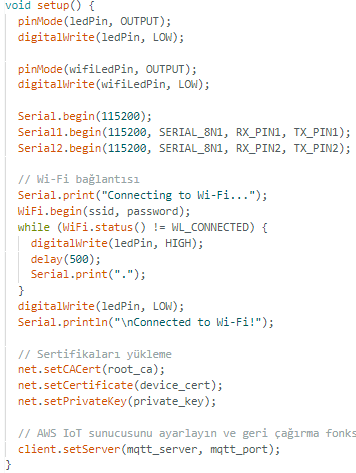 void setup() {
  pinMode(ledPin, OUTPUT);
  digitalWrite(ledPin, LOW);

  pinMode(wifiLedPin, OUTPUT);
  digitalWrite(wifiLedPin, LOW);

  Serial.begin(115200);
  Serial1.begin(115200, SERIAL_8N1, RX_PIN1, TX_PIN1);
  Serial2.begin(115200, SERIAL_8N1, RX_PIN2, TX_PIN2);

  // Wi-Fi bağlantısı
  Serial.print("Connecting to Wi-Fi...");
  WiFi.begin(ssid, password);
  while (WiFi.status() != WL_CONNECTED) {
    digitalWrite(ledPin, HIGH);
    delay(500);
    Serial.print(".");
  }
  digitalWrite(ledPin, LOW);
  Serial.println("\nConnected to Wi-Fi!");

  // Sertifikaları yükleme
  net.setCACert(root_ca);
  net.setCertificate(device_cert);
  net.setPrivateKey(private_key);

  // AWS IoT sunucusunu ayarlayın ve geri çağırma fonks
  client.setServer(mqtt_server, mqtt_port);
}